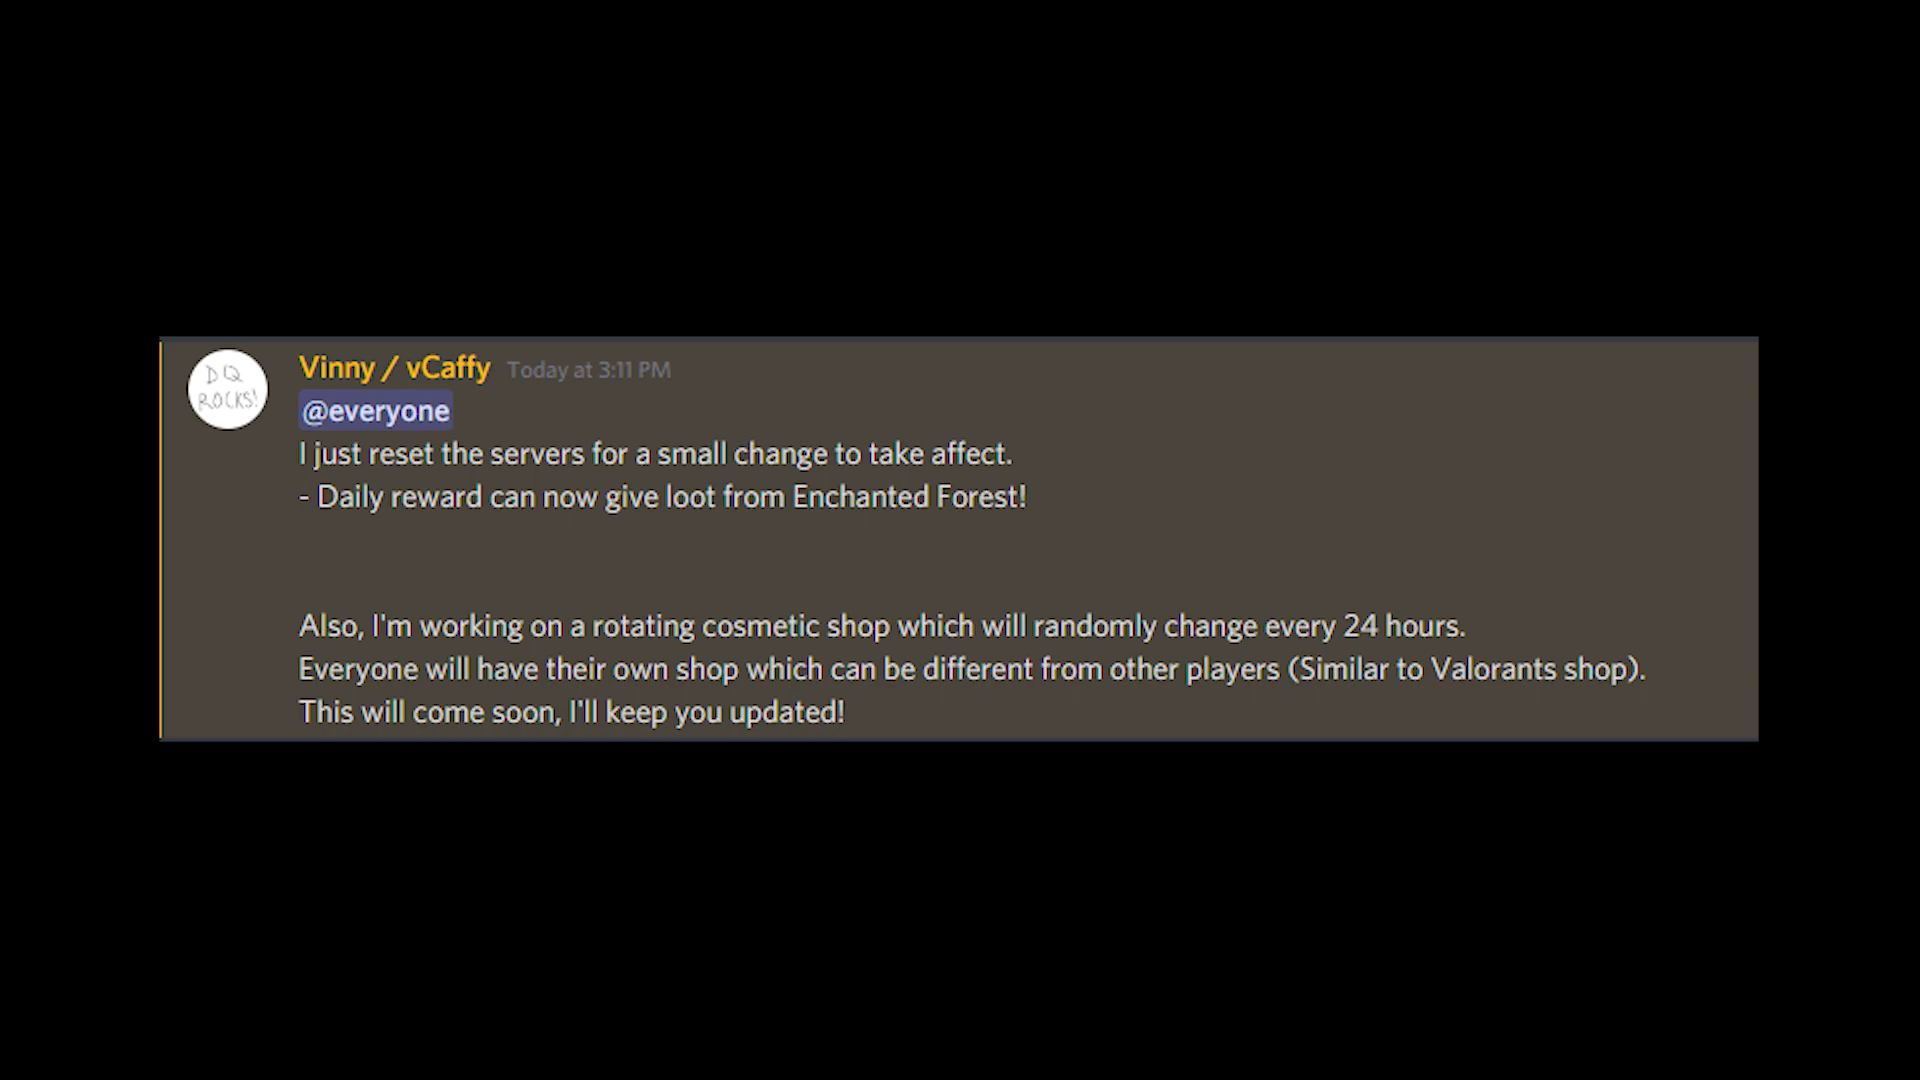 DQ
ROCKS!
Vinny / vCaffy Today at 3:11 PM
@everyone
I just reset the servers for a small change to take affect.
- Daily reward can now give loot from Enchanted Forest!
Also, I'm working on a rotating cosmetic shop which will randomly change every 24 hours.
Everyone will have their own shop which can be different from other players (Similar to Valorants shop).
This will come soon, I'll keep you updated!